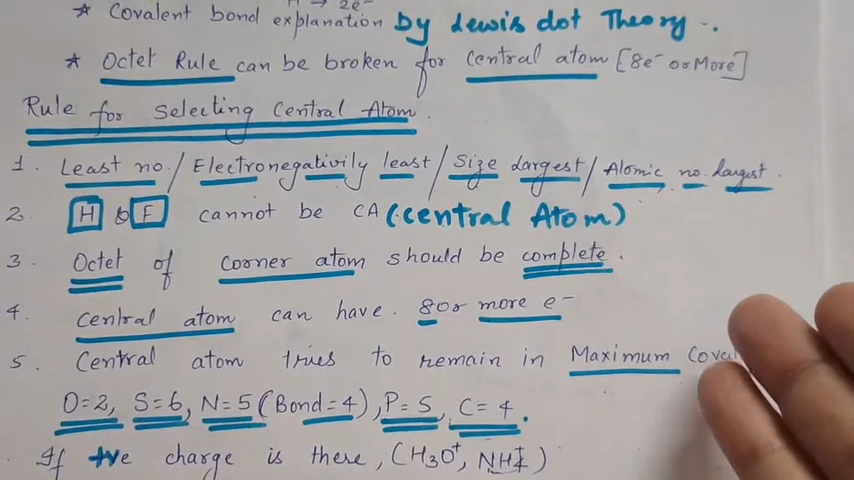 H → 2e⁻
* Covalent bond explanation by Lewis dot Theory -.
* Octet Rule can be broken for central atom [8e⁻ or More]
Rule for Selecting Central Atom.
1. Least no./Electronegativily least/Size largest/Atomic no. largest.
2. H & F cannot be CA (central Atom)
3. Octet of corner atom should be complete.
4. Central atom can have 8 or more e⁻
5. Central atom tries to remain in Maximum
O=2, S=6, N=5 (Bond=4), P=5, C=4.
If +ve charge is there, (H3O⁺, NH4⁺)